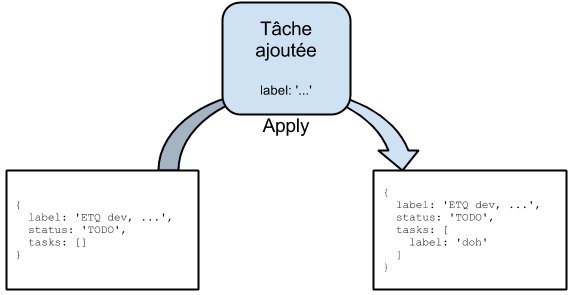 Tâche
ajoutée
label: '...'
Apply
{
  label: 'ETQ dev, ...',
  status: 'TODO',
  tasks: []
}
{
  label: 'ETQ dev, ...',
  status: 'TODO',
  tasks: [
    label: 'doh'
  ]
}